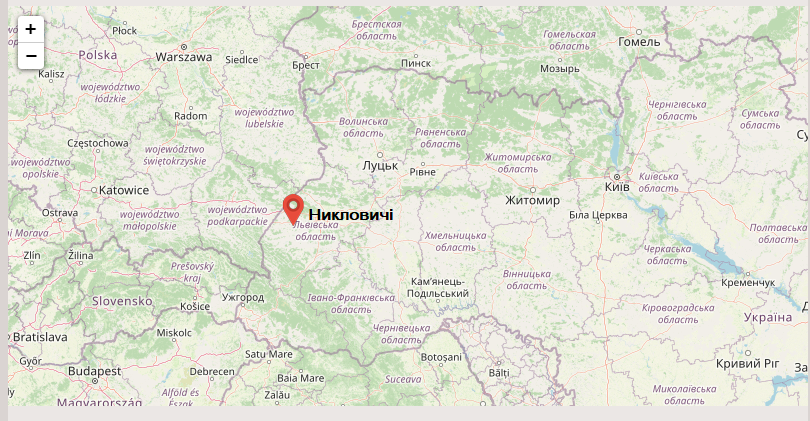 +
−
Płock
Polska
Warszawa
Siedlce
Брест
Брестская
область
Пинск
Гомельская
область
Гомель
Мозырь
Kalisz
województwo
łódzkie
Radom
województwo
lubelskie
Волинська
область
Рівненська
область
Чернігівська
область
Сумська
область
Częstochowa
województwo
opolskie
województwo
świętokrzyskie
Луцьк
Рівне
Житомирська
область
Київ
Київська
область
Katowice
Житомир
Ostrava
województwo
małopolskie
województwo
podkarpackie
Никловичі
Львівська
область
Біла Церква
Хмельницька
область
Полтавська
область
Zlín
Žilina
Prešovský
kraj
Черкаська
область
Вінницька
область
Кам'янець-
Подільський
Кременчук
Slovensko
Košice
Ужгород
Івано-Франківська
область
Кіровоградська
область
Україна
Чернівецька
область
Bratislava
Miskolc
Győr
Satu Mare
Botoșani
Bălți
Кривий Ріг
Budapest
Debrecen
Baia Mare
Suceava
Alföld és
Észak
Zalău
Миколаївська
Magyarország